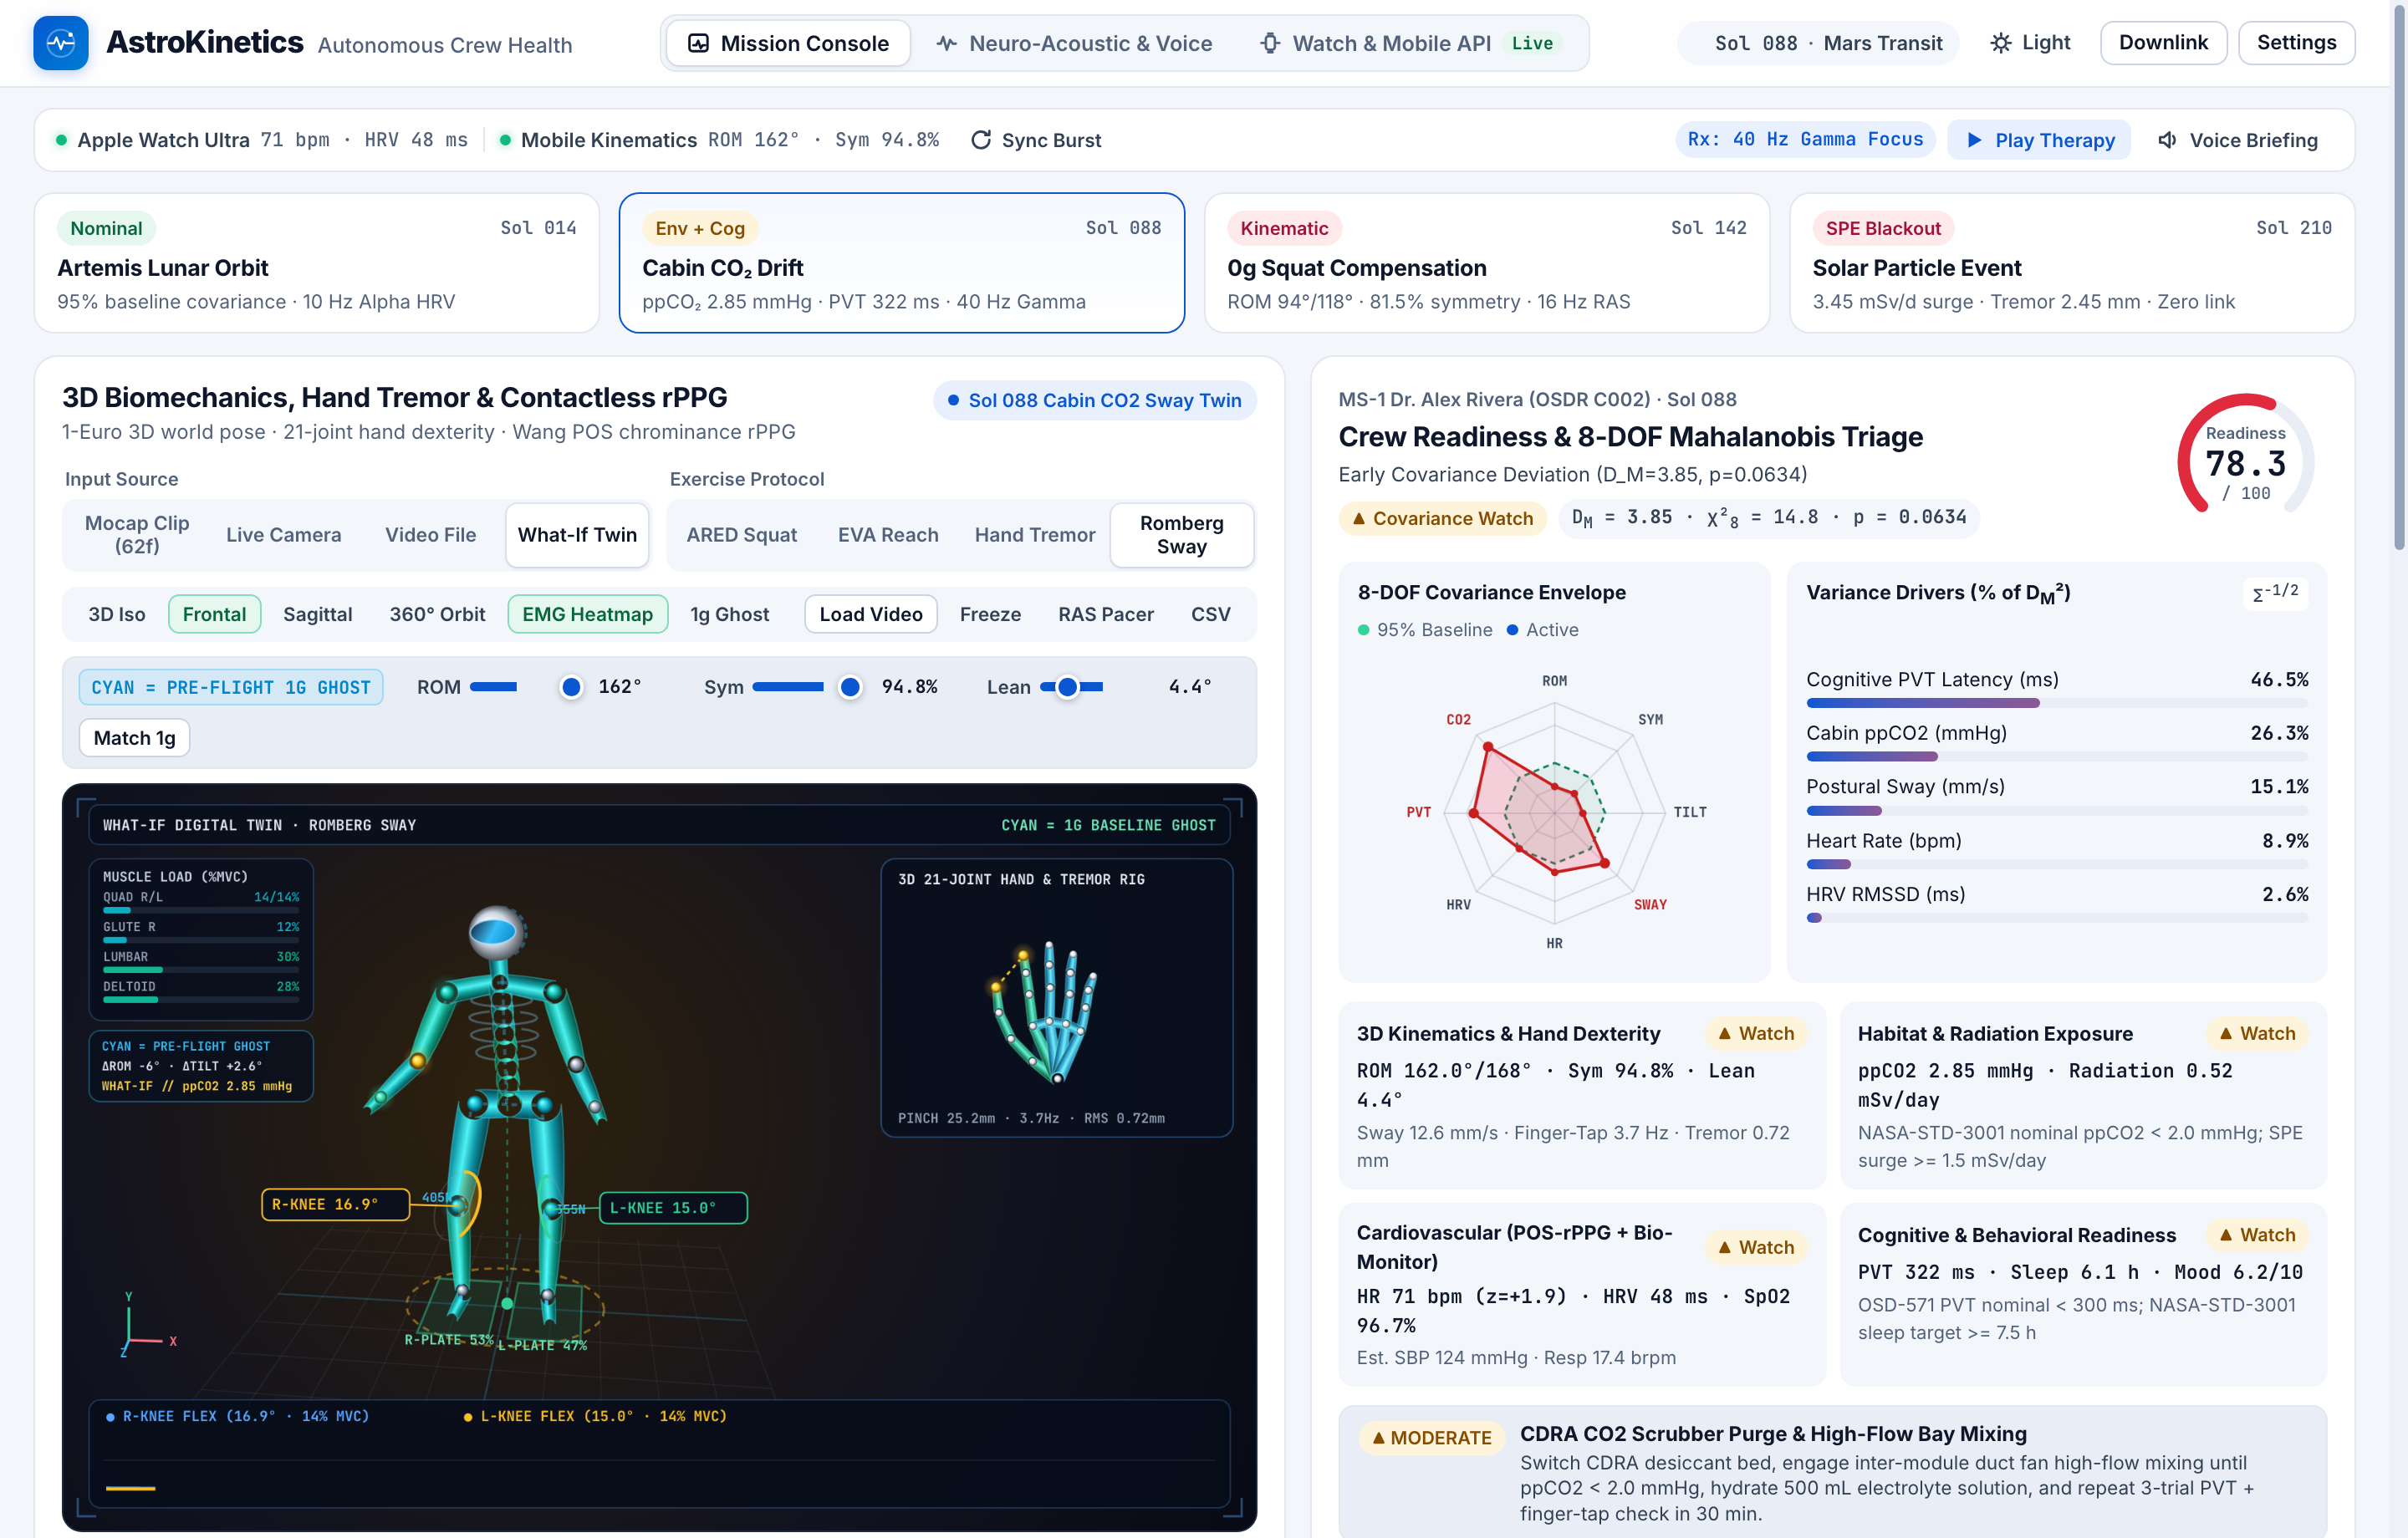 AstroKinetics Autonomous Crew Health
Mission Console Neuro-Acoustic & Voice Watch & Mobile API Live
Sol 088 · Mars Transit Light Downlink Settings
Apple Watch Ultra 71 bpm · HRV 48 ms Mobile Kinematics ROM 162° · Sym 94.8% Sync Burst
Rx: 40 Hz Gamma Focus Play Therapy Voice Briefing
Nominal Sol 014
Artemis Lunar Orbit
95% baseline covariance · 10 Hz Alpha HRV
Env + Cog Sol 088
Cabin CO₂ Drift
ppCO₂ 2.85 mmHg · PVT 322 ms · 40 Hz Gamma
Kinematic Sol 142
0g Squat Compensation
ROM 94°/118° · 81.5% symmetry · 16 Hz RAS
SPE Blackout Sol 210
Solar Particle Event
3.45 mSv/d surge · Tremor 2.45 mm · Zero link
3D Biomechanics, Hand Tremor & Contactless rPPG
Sol 088 Cabin CO2 Sway Twin
1-Euro 3D world pose · 21-joint hand dexterity · Wang POS chrominance rPPG
Input Source
Mocap Clip
(62f)
Live Camera Video File What-If Twin
Exercise Protocol
ARED Squat EVA Reach Hand Tremor
Romberg
Sway
3D Iso Frontal Sagittal 360° Orbit EMG Heatmap 1g Ghost Load Video Freeze RAS Pacer CSV
CYAN = PRE-FLIGHT 1G GHOST ROM 162° Sym 94.8% Lean 4.4°
Match 1g
WHAT-IF DIGITAL TWIN · ROMBERG SWAY CYAN = 1G BASELINE GHOST
MUSCLE LOAD (%MVC)
QUAD R/L 14/14%
GLUTE R 12%
LUMBAR 30%
DELTOID 28%
CYAN = PRE-FLIGHT GHOST
ΔROM -6° · ΔTILT +2.6°
WHAT-IF // ppCO2 2.85 mmHg
3D 21-JOINT HAND & TREMOR RIG
PINCH 25.2mm · 3.7Hz · RMS 0.72mm
R-KNEE 16.9° 405N 355N L-KNEE 15.0°
Y
X
Z
R-PLATE 53% L-PLATE 47%
R-KNEE FLEX (16.9° · 14% MVC) L-KNEE FLEX (15.0° · 14% MVC)
MS-1 Dr. Alex Rivera (OSDR C002) · Sol 088
Crew Readiness & 8-DOF Mahalanobis Triage
Early Covariance Deviation (D_M=3.85, p=0.0634)
Covariance Watch D_M = 3.85 · χ²₈ = 14.8 · p = 0.0634
Readiness
78.3
/ 100
8-DOF Covariance Envelope
95% Baseline Active
ROM
SYM
TILT
SWAY
HR
HRV
PVT
CO2
Variance Drivers (% of D_M²) Σ⁻¹/²
Cognitive PVT Latency (ms) 46.5%
Cabin ppCO2 (mmHg) 26.3%
Postural Sway (mm/s) 15.1%
Heart Rate (bpm) 8.9%
HRV RMSSD (ms) 2.6%
3D Kinematics & Hand Dexterity Watch
ROM 162.0°/168° · Sym 94.8% · Lean
4.4°
Sway 12.6 mm/s · Finger-Tap 3.7 Hz · Tremor 0.72
mm
Habitat & Radiation Exposure Watch
ppCO2 2.85 mmHg · Radiation 0.52
mSv/day
NASA-STD-3001 nominal ppCO2 < 2.0 mmHg; SPE
surge >= 1.5 mSv/day
Cardiovascular (POS-rPPG + Bio-
Monitor)
Watch
HR 71 bpm (z=+1.9) · HRV 48 ms · SpO2
96.7%
Est. SBP 124 mmHg · Resp 17.4 brpm
Cognitive & Behavioral Readiness Watch
PVT 322 ms · Sleep 6.1 h · Mood 6.2/10
OSD-571 PVT nominal < 300 ms; NASA-STD-3001
sleep target >= 7.5 h
MODERATE CDRA CO2 Scrubber Purge & High-Flow Bay Mixing
Switch CDRA desiccant bed, engage inter-module duct fan high-flow mixing until
ppCO2 < 2.0 mmHg, hydrate 500 mL electrolyte solution, and repeat 3-trial PVT +
finger-tap check in 30 min.